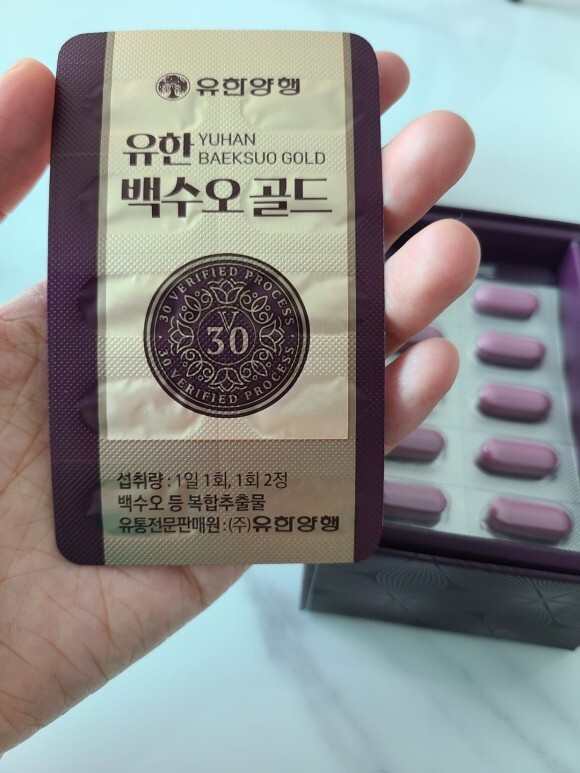 유한양행
유한 YUHAN
BAEKSUO GOLD
백수오 골드
30 VERIFIED PROCESS
V
30
30 VERIFIED PROCESS
섭취량 : 1일 1회, 1회 2정
백수오 등 복합추출물
유통전문판매원 : (주)유한양행